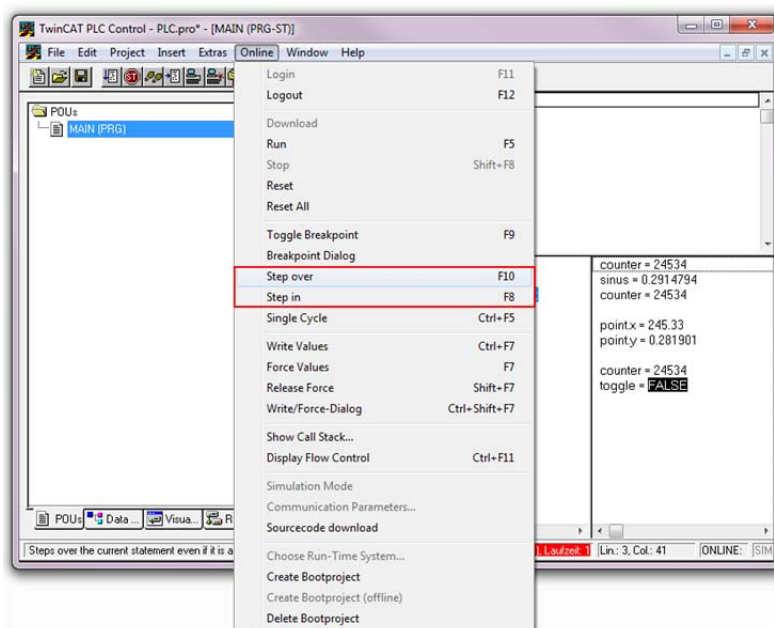 TwinCAT PLC Control - PLC.pro* - [MAIN (PRG-ST)]
File Edit Project Insert Extras Online Window Help
POUs
MAIN (PRG)
Login F11
Logout F12
Download
Run F5
Stop Shift+F8
Reset
Reset All
Toggle Breakpoint F9
Breakpoint Dialog
Step over F10
Step in F8
Single Cycle Ctrl+F5
Write Values Ctrl+F7
Force Values F7
Release Force Shift+F7
Write/Force-Dialog Ctrl+Shift+F7
Show Call Stack...
Display Flow Control Ctrl+F11
Simulation Mode
Communication Parameters...
Sourcecode download
Choose Run-Time System...
Create Bootproject
Create Bootproject (offline)
Delete Bootproject
counter = 24534
sinus = 0.2914794
counter = 24534
point.x = 245.33
point.y = 0.281901
counter = 24534
toggle = FALSE
POUs Data ... Visua... R
Steps over the current statement even if it is a
Laufzeit: 1 Lin.: 3, Col.: 41 ONLINE: SIM